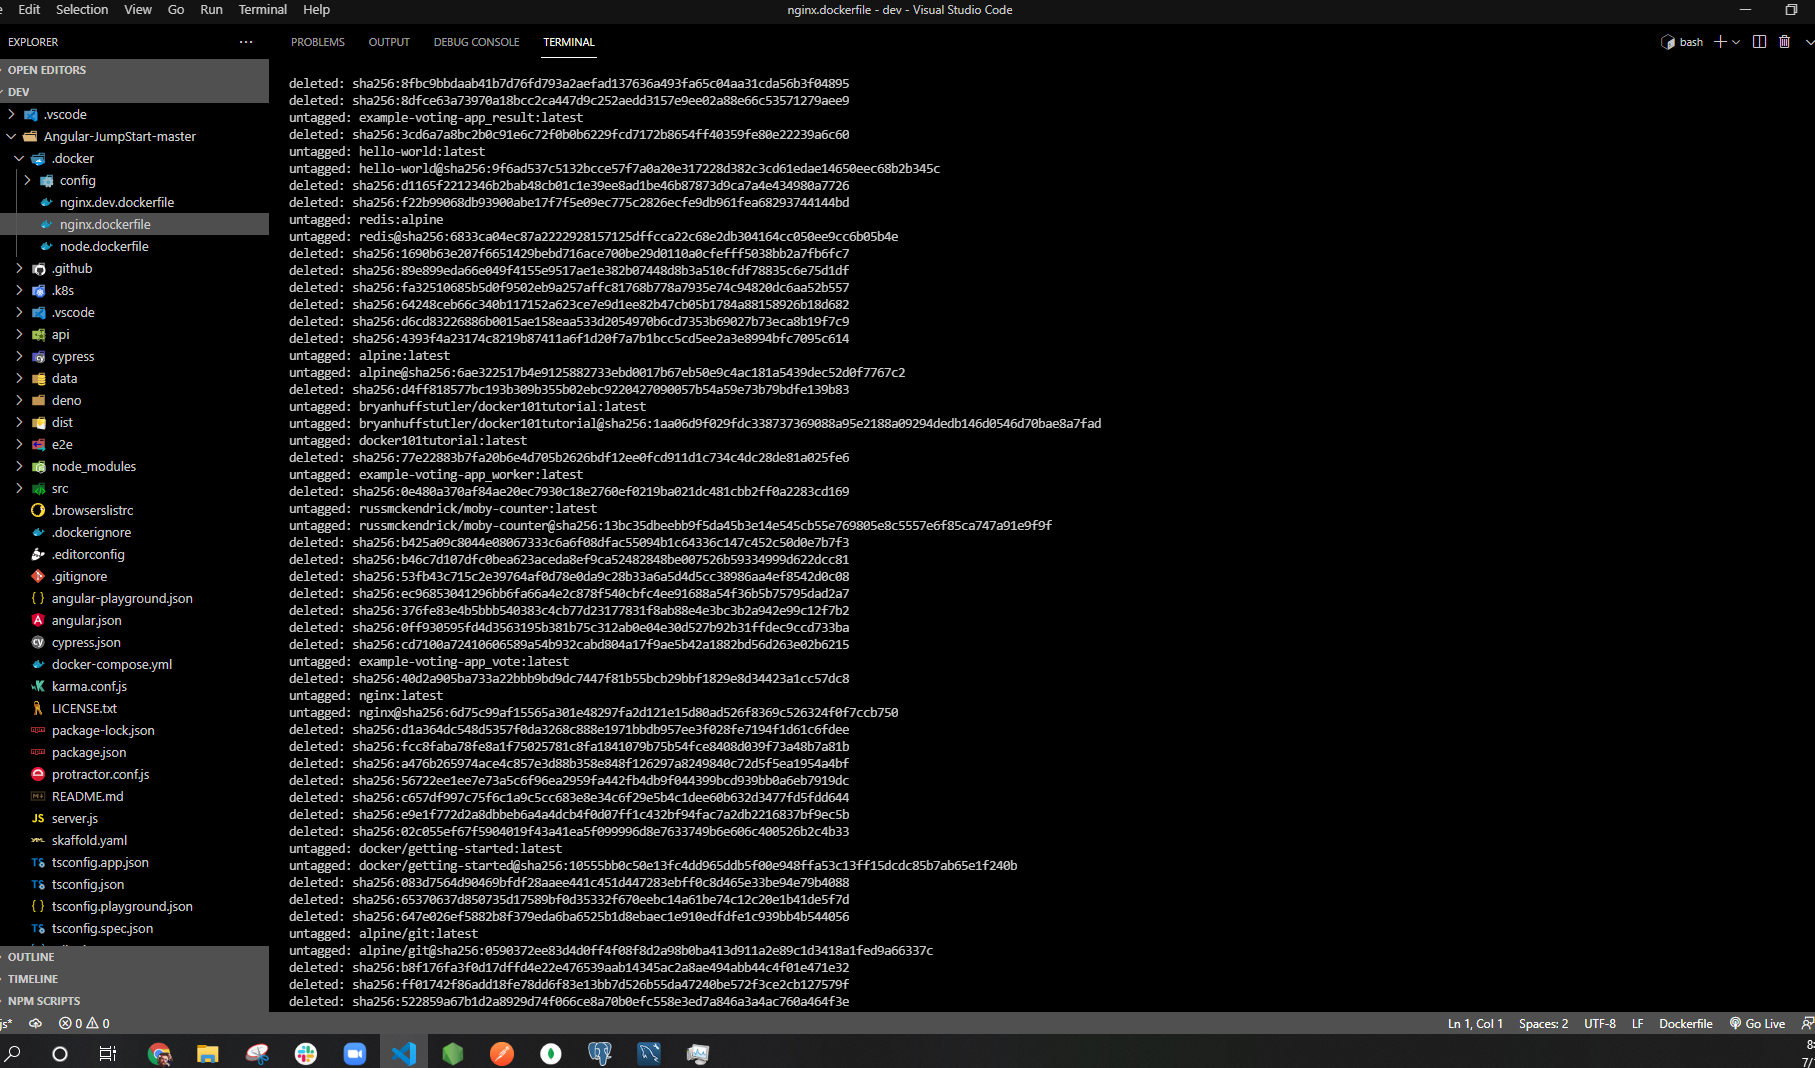 Edit Selection View Go Run Terminal Help
nginx.dockerfile - dev - Visual Studio Code
EXPLORER
OPEN EDITORS
DEV
.vscode
Angular-JumpStart-master
.docker
config
nginx.dev.dockerfile
nginx.dockerfile
node.dockerfile
.github
.k8s
.vscode
api
cypress
data
deno
dist
e2e
node_modules
src
.browserslistrc
.dockerignore
.editorconfig
.gitignore
angular-playground.json
angular.json
cypress.json
docker-compose.yml
karma.conf.js
LICENSE.txt
package-lock.json
package.json
protractor.conf.js
README.md
server.js
skaffold.yaml
tsconfig.app.json
tsconfig.json
tsconfig.playground.json
tsconfig.spec.json
OUTLINE
TIMELINE
NPM SCRIPTS
PROBLEMS OUTPUT DEBUG CONSOLE TERMINAL
bash
deleted: sha256:8fbc9bbdaab41b7d76fd793a2aefad137636a493fa65c04aa31cda56b3f04895
deleted: sha256:8dfce63a73970a18bcc2ca447d9c252aedd3157e9ee02a88e66c53571279aee9
untagged: example-voting-app_result:latest
deleted: sha256:3cd6a7a8bc2b0c91e6c72f0b0b6229fcd7172b8654ff40359fe80e22239a6c60
untagged: hello-world:latest
untagged: hello-world@sha256:9f6ad537c5132bcce57f7a0a20e317228d382c3cd61edae14650eec68b2b345c
deleted: sha256:d1165f2212346b2bab48cb01c1e39ee8ad1be46b87873d9ca7a4e434980a7726
deleted: sha256:f22b99068db93900abe17f7f5e09ec775c2826ecfe9db961fea68293744144bd
untagged: redis:alpine
untagged: redis@sha256:6833ca04ec87a2222928157125dffcca22c68e2db304164cc050ee9cc6b05b4e
deleted: sha256:1690b63e207f6651429bebd716ace700be29d0110a0cfefff5038bb2a7fb6fc7
deleted: sha256:89e899eda66e049f4155e9517ae1e382b07448d8b3a510cfdf78835c6e75d1df
deleted: sha256:fa32510685b5d0f9502eb9a257affc81768b778a7935e74c94820dc6aa52b557
deleted: sha256:64248ceb66c340b117152a623ce7e9d1ee82b47cb05b1784a88158926b18d682
deleted: sha256:d6cd83226886b0015ae158eaa533d2054970b6cd7353b69027b73eca8b19f7c9
deleted: sha256:4393f4a23174c8219b87411a6f1d20f7a7b1bcc5cd5ee2a3e8994bfc7095c614
untagged: alpine:latest
untagged: alpine@sha256:6ae322517b4e9125882733ebd0017b67eb50e9c4ac181a5439dec52d0f7767c2
deleted: sha256:d4ff818577bc193b309b355b02ebc9220427090057b54a59e73b79bdfe139b83
untagged: bryanhuffstutler/docker101tutorial:latest
untagged: bryanhuffstutler/docker101tutorial@sha256:1aa06d9f029fdc338737369088a95e2188a09294dedb146d0546d70bae8a7fad
untagged: docker101tutorial:latest
deleted: sha256:77e22883b7fa20b6e4d705b2626bdf12ee0fcd911d1c734c4dc28de81a025fe6
untagged: example-voting-app_worker:latest
deleted: sha256:0e480a370af84ae20ec7930c18e2760ef0219ba021dc481cbb2ff0a2283cd169
untagged: russmckendrick/moby-counter:latest
untagged: russmckendrick/moby-counter@sha256:13bc35dbeebb9f5da45b3e14e545cb55e769805e8c5557e6f85ca747a91e9f9f
deleted: sha256:b425a09c8044e08067333c6a6f08dfac55094b1c64336c147c452c50d0e7b7f3
deleted: sha256:b46c7d107dfc0bea623aceda8ef9ca52482848be007526b59334999d622dcc81
deleted: sha256:53fb43c715c2e39764af0d78e0da9c28b33a6a5d4d5cc38986aa4ef8542d0c08
deleted: sha256:ec96853041296bb6fa66a4e2c878f540cbfc4ee91688a54f36b5b75795dad2a7
deleted: sha256:376fe83e4b5bbb540383c4cb77d23177831f8ab88e4e3bc3b2a942e99c12f7b2
deleted: sha256:0ff930595fd4d3563195b381b75c312ab0e04e30d527b92b31ffdec9ccd733ba
deleted: sha256:cd7100a72410606589a54b932cabd804a17f9ae5b42a1882bd56d263e02b6215
untagged: example-voting-app_vote:latest
deleted: sha256:40d2a905ba733a22bbb9bd9dc7447f81b55bcb29bbf1829e8d34423a1cc57dc8
untagged: nginx:latest
untagged: nginx@sha256:6d75c99af15565a301e48297fa2d121e15d80ad526f8369c526324f0f7ccb750
deleted: sha256:d1a364dc548d5357f0da3268c888e1971bbdb957ee3f028fe7194f1d61c6fdee
deleted: sha256:fcc8faba78fe8a1f75025781c8fa1841079b75b54fce8408d039f73a48b7a81b
deleted: sha256:a476b265974ace4c857e3d88b358e848f126297a8249840c72d5f5ea1954a4bf
deleted: sha256:56722ee1ee7e73a5c6f96ea2959fa442fb4db9f044399bcd939bb0a6eb7919dc
deleted: sha256:c657df997c75f6c1a9c5cc683e8e34c6f29e5b4c1dee60b632d3477fd5fdd644
deleted: sha256:e9e1f772d2a8dbbeb6a4a4dcb4f0d07ff1c432bf94fac7a2db2216837bf9ec5b
deleted: sha256:02c055ef67f5904019f43a41ea5f099996d8e7633749b6e606c400526b2c4b33
untagged: docker/getting-started:latest
untagged: docker/getting-started@sha256:10555bb0c50e13fc4dd965ddb5f00e948ffa53c13ff15dcdc85b7ab65e1f240b
deleted: sha256:083d7564d90469bfdf28aaee441c451d447283ebff0c8d465e33be94e79b4088
deleted: sha256:65370637d850735d17589bf0d35332f670eebc14a61be74c12c20e1b41de5f7d
deleted: sha256:647e026ef5882b8f379eda6ba6525b1d8ebaec1e910edfdfe1c939bb4b544056
untagged: alpine/git:latest
untagged: alpine/git@sha256:0590372ee83d4d0ff4f08f8d2a98b0ba413d911a2e89c1d3418a1fed9a66337c
deleted: sha256:b8f176fa3f0d17dffd4e22e476539aab14345ac2a8ae494abb44c4f01e471e32
deleted: sha256:ff01742f86add18fe78dd6f83e13bb7d526b55da47240be572f3ce2cb127579f
deleted: sha256:522859a67b1d2a8929d74f066ce8a70b0efc558e3ed7a846a3a4ac760a464f3e
js* 0 0
Ln 1, Col 1 Spaces: 2 UTF-8 LF Dockerfile Go Live